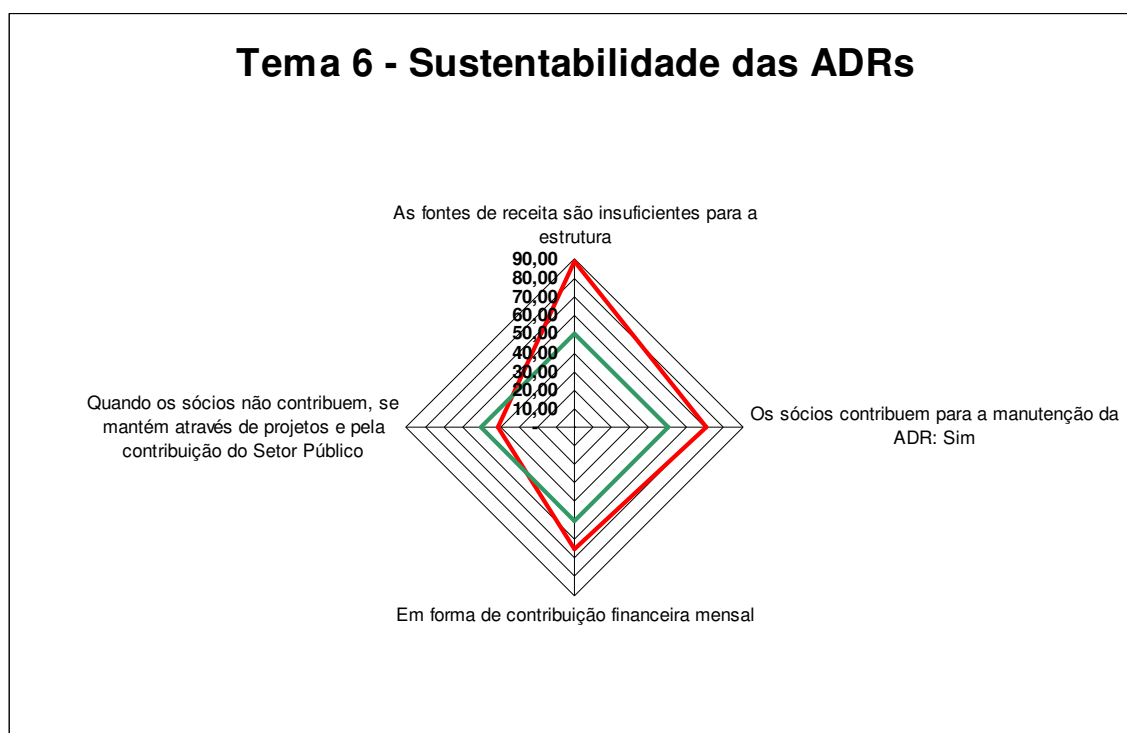 Tema 6 - Sustentabilidade das ADRs
As fontes de receita são insuficientes para a
estrutura
90,00
80,00
70,00
60,00
50,00
40,00
30,00
20,00
10,00
-
Quando os sócios não contribuem, se
mantém através de projetos e pela
contribuição do Setor Público
Os sócios contribuem para a manutenção da
ADR: Sim
Em forma de contribuição financeira mensal